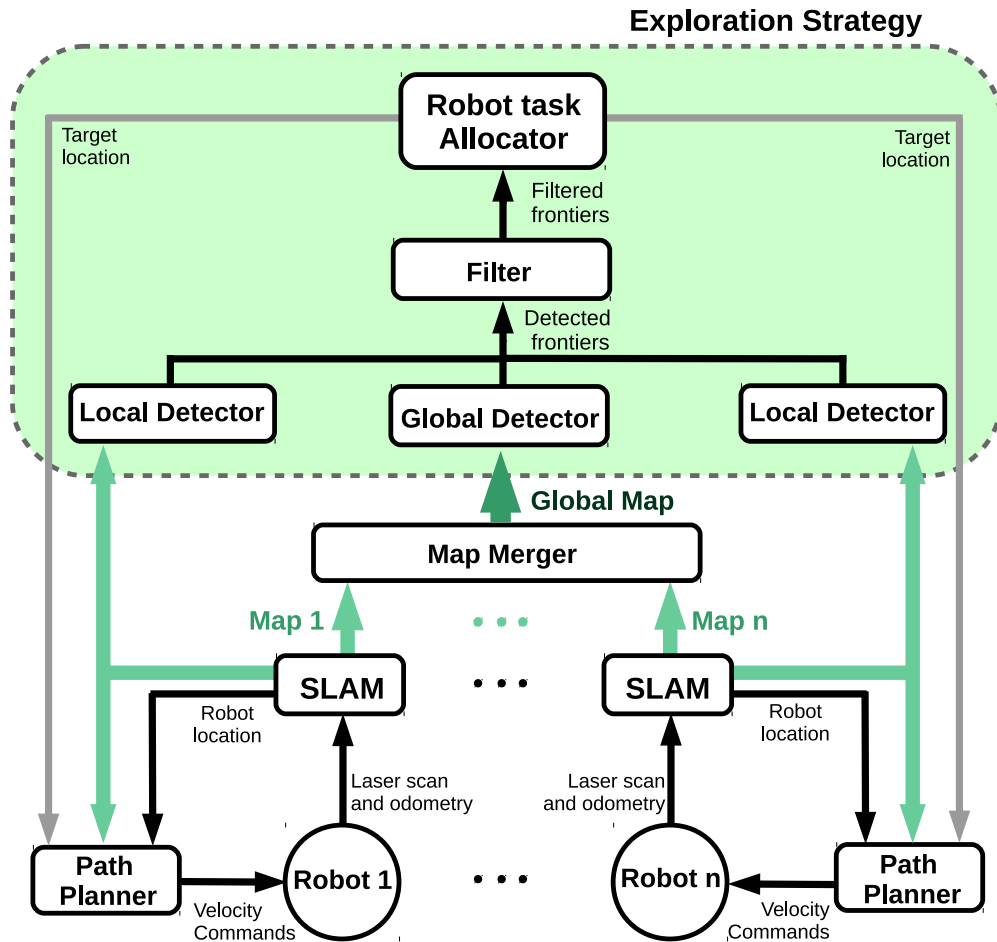 Exploration Strategy
Robot task
Allocator
Target
location
Target
location
Filtered
frontiers
Filter
Detected
frontiers
Local Detector
Global Detector
Local Detector
Global Map
Map Merger
Map 1
Map n
SLAM
SLAM
Robot
location
Robot
location
Laser scan
and odometry
Laser scan
and odometry
Path
Planner
Robot 1
Robot n
Path
Planner
Velocity
Commands
Velocity
Commands